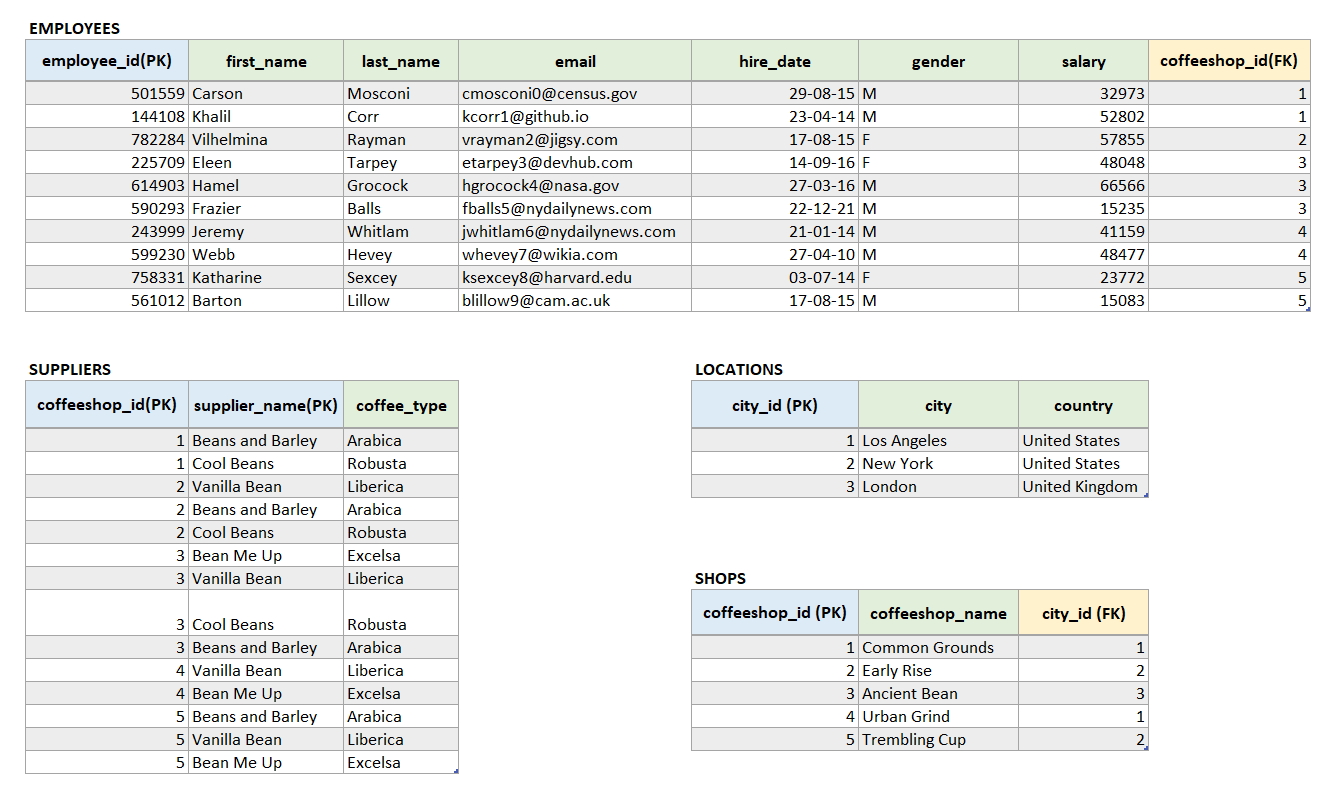 EMPLOYEES
employee_id(PK) first_name last_name email hire_date gender salary coffeeshop_id(FK)
501559 Carson Mosconi cmosconi0@census.gov 29-08-15 M 32973 1
144108 Khalil Corr kcorr1@github.io 23-04-14 M 52802 1
782284 Vilhelmina Rayman vrayman2@jigsy.com 17-08-15 F 57855 2
225709 Eleen Tarpey etarpey3@devhub.com 14-09-16 F 48048 3
614903 Hamel Grocock hgrocock4@nasa.gov 27-03-16 M 66566 3
590293 Frazier Balls fballs5@nydailynews.com 22-12-21 M 15235 3
243999 Jeremy Whitlam jwhitlam6@nydailynews.com 21-01-14 M 41159 4
599230 Webb Hevey whevey7@wikia.com 27-04-10 M 48477 4
758331 Katharine Sexcey ksexcey8@harvard.edu 03-07-14 F 23772 5
561012 Barton Lillow blillow9@cam.ac.uk 17-08-15 M 15083 5
SUPPLIERS
coffeeshop_id(PK) supplier_name(PK) coffee_type
1 Beans and Barley Arabica
1 Cool Beans Robusta
2 Vanilla Bean Liberica
2 Beans and Barley Arabica
2 Cool Beans Robusta
3 Bean Me Up Excelsa
3 Vanilla Bean Liberica
3 Cool Beans Robusta
3 Beans and Barley Arabica
4 Vanilla Bean Liberica
4 Bean Me Up Excelsa
5 Beans and Barley Arabica
5 Vanilla Bean Liberica
5 Bean Me Up Excelsa
LOCATIONS
city_id (PK) city country
1 Los Angeles United States
2 New York United States
3 London United Kingdom
SHOPS
coffeeshop_id (PK) coffeeshop_name city_id (FK)
1 Common Grounds 1
2 Early Rise 2
3 Ancient Bean 3
4 Urban Grind 1
5 Trembling Cup 2